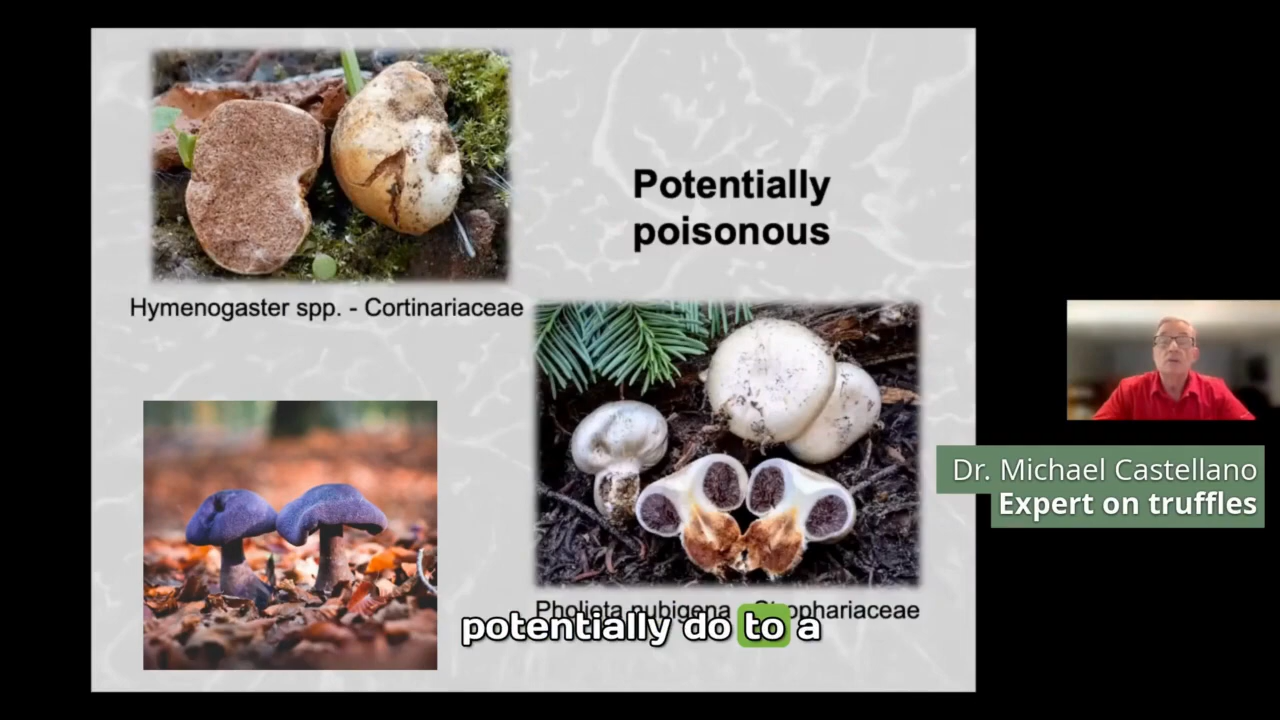 Potentially
poisonous
Hymenogaster spp. - Cortinariaceae
Dr. Michael Castellano
Expert on truffles
Pholiota nubigena - Strophariaceae
potentially do to a